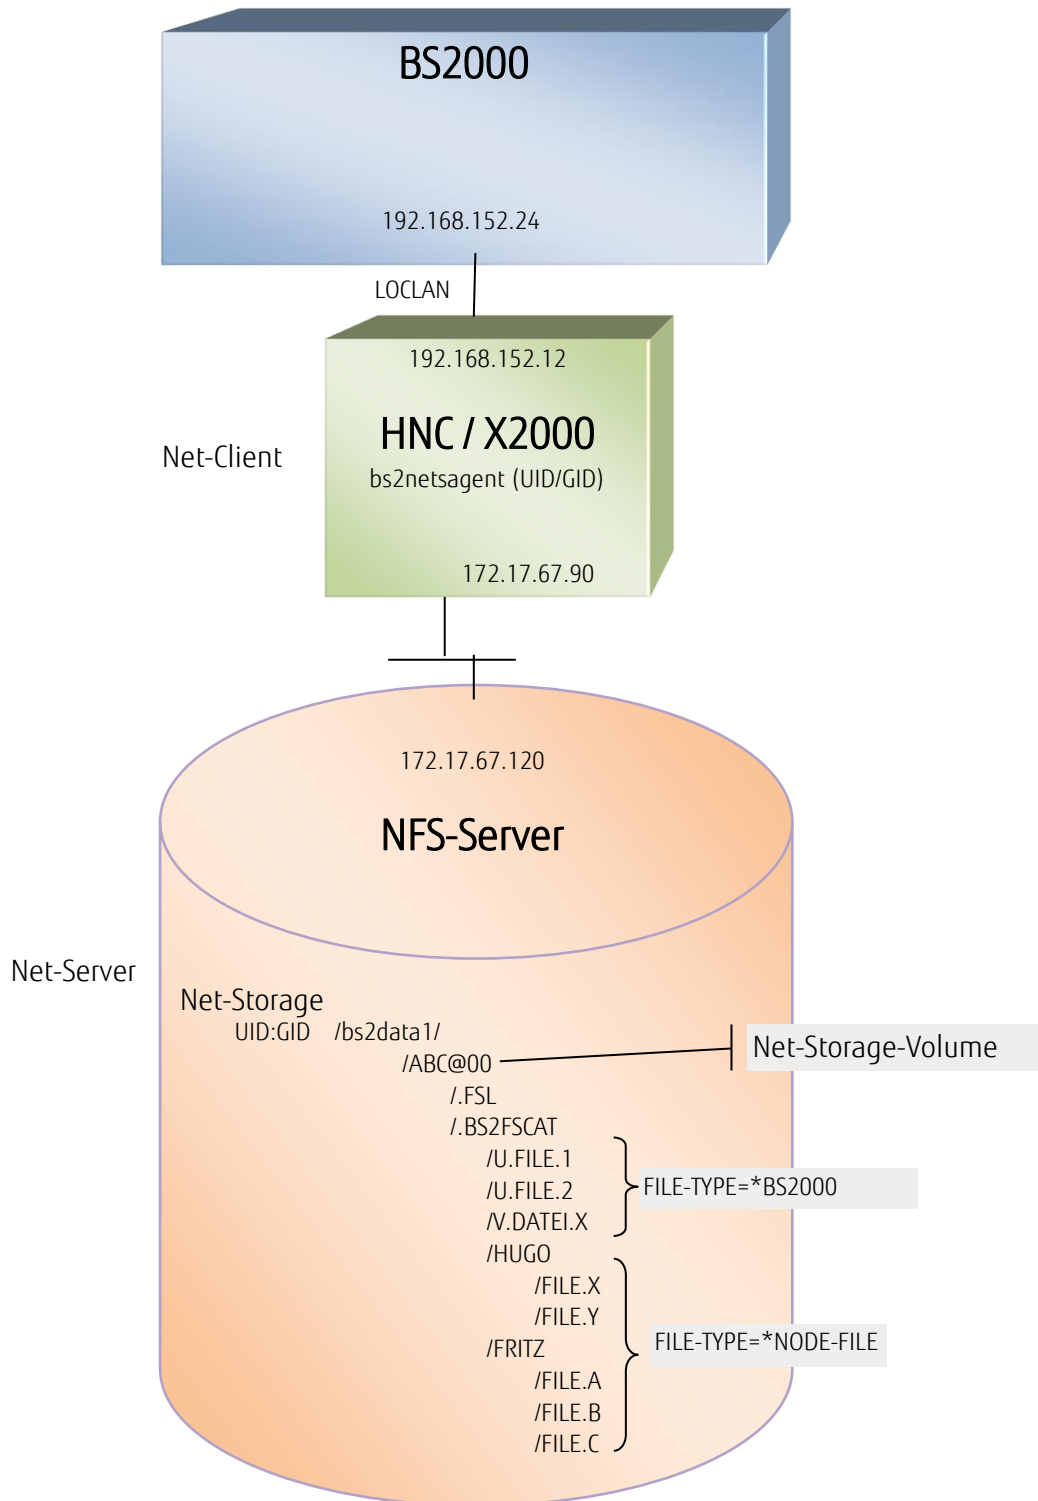 BS2000
192.168.152.24
LOCLAN
192.168.152.12
HNC / X2000
Net-Client
bs2netsagent (UID/GID)
172.17.67.90
172.17.67.120
NFS-Server
Net-Server
Net-Storage
UID:GID /bs2data1/
/ABC@00
Net-Storage-Volume
/.FSL
/.BS2FSCAT
/U.FILE.1
/U.FILE.2
FILE-TYPE=*BS2000
/V.DATEI.X
/HUGO
/FILE.X
/FILE.Y
/FRITZ
FILE-TYPE=*NODE-FILE
/FILE.A
/FILE.B
/FILE.C